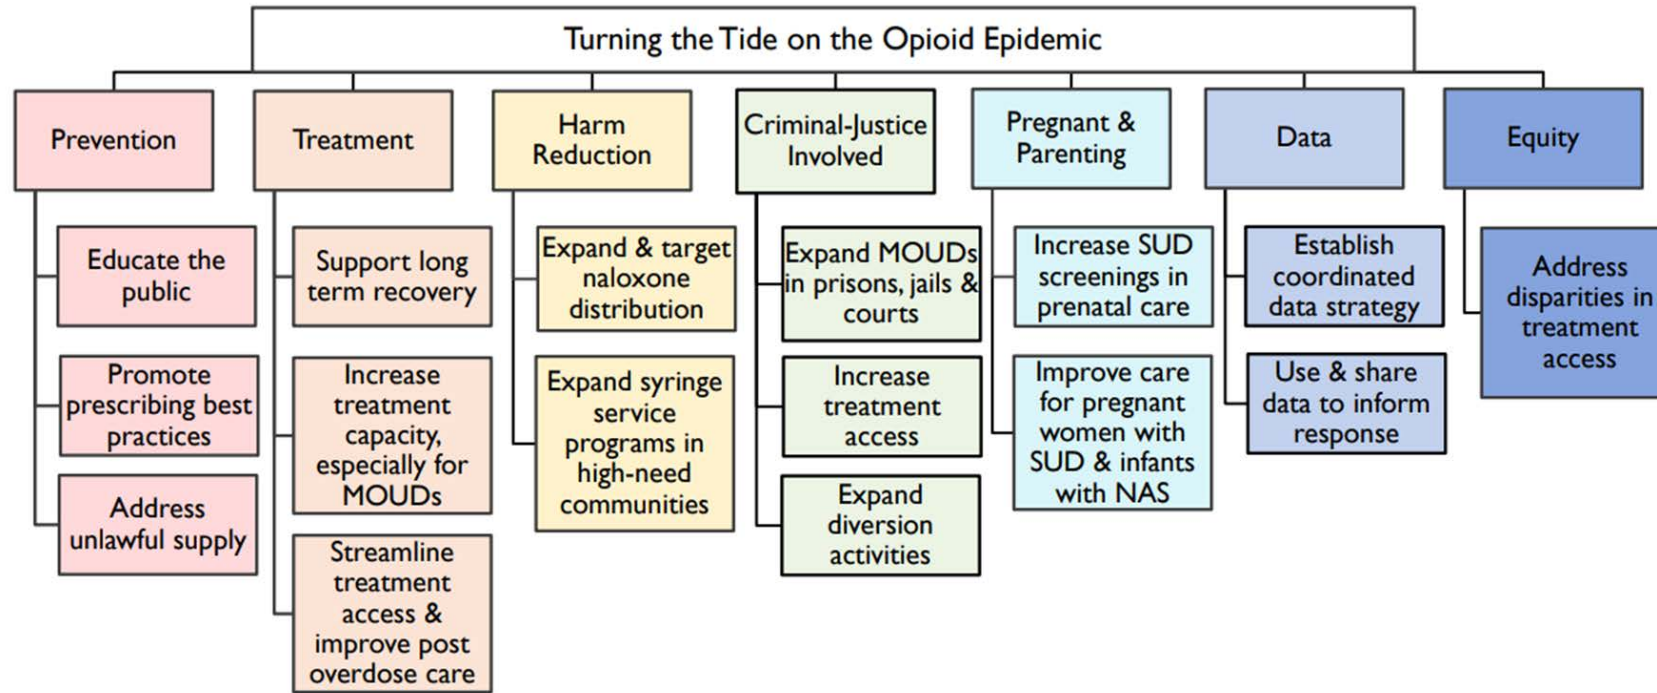 Turning the Tide on the Opioid Epidemic
Prevention
Treatment
Harm
Reduction
Criminal-Justice
Involved
Pregnant &
Parenting
Data
Equity
Educate the
public
Promote
prescribing best
practices
Address
unlawful supply
Support long
term recovery
Increase
treatment
capacity,
especially for
MOUDs
Streamline
treatment
access &
improve post
overdose care
Expand & target
naloxone
distribution
Expand syringe
service
programs in
high-need
communities
Expand MOUDs
in prisons, jails &
courts
Increase
treatment
access
Expand
diversion
activities
Increase SUD
screenings in
prenatal care
Improve care
for pregnant
women with
SUD & infants
with NAS
Establish
coordinated
data strategy
Use & share
data to inform
response
Address
disparities in
treatment
access